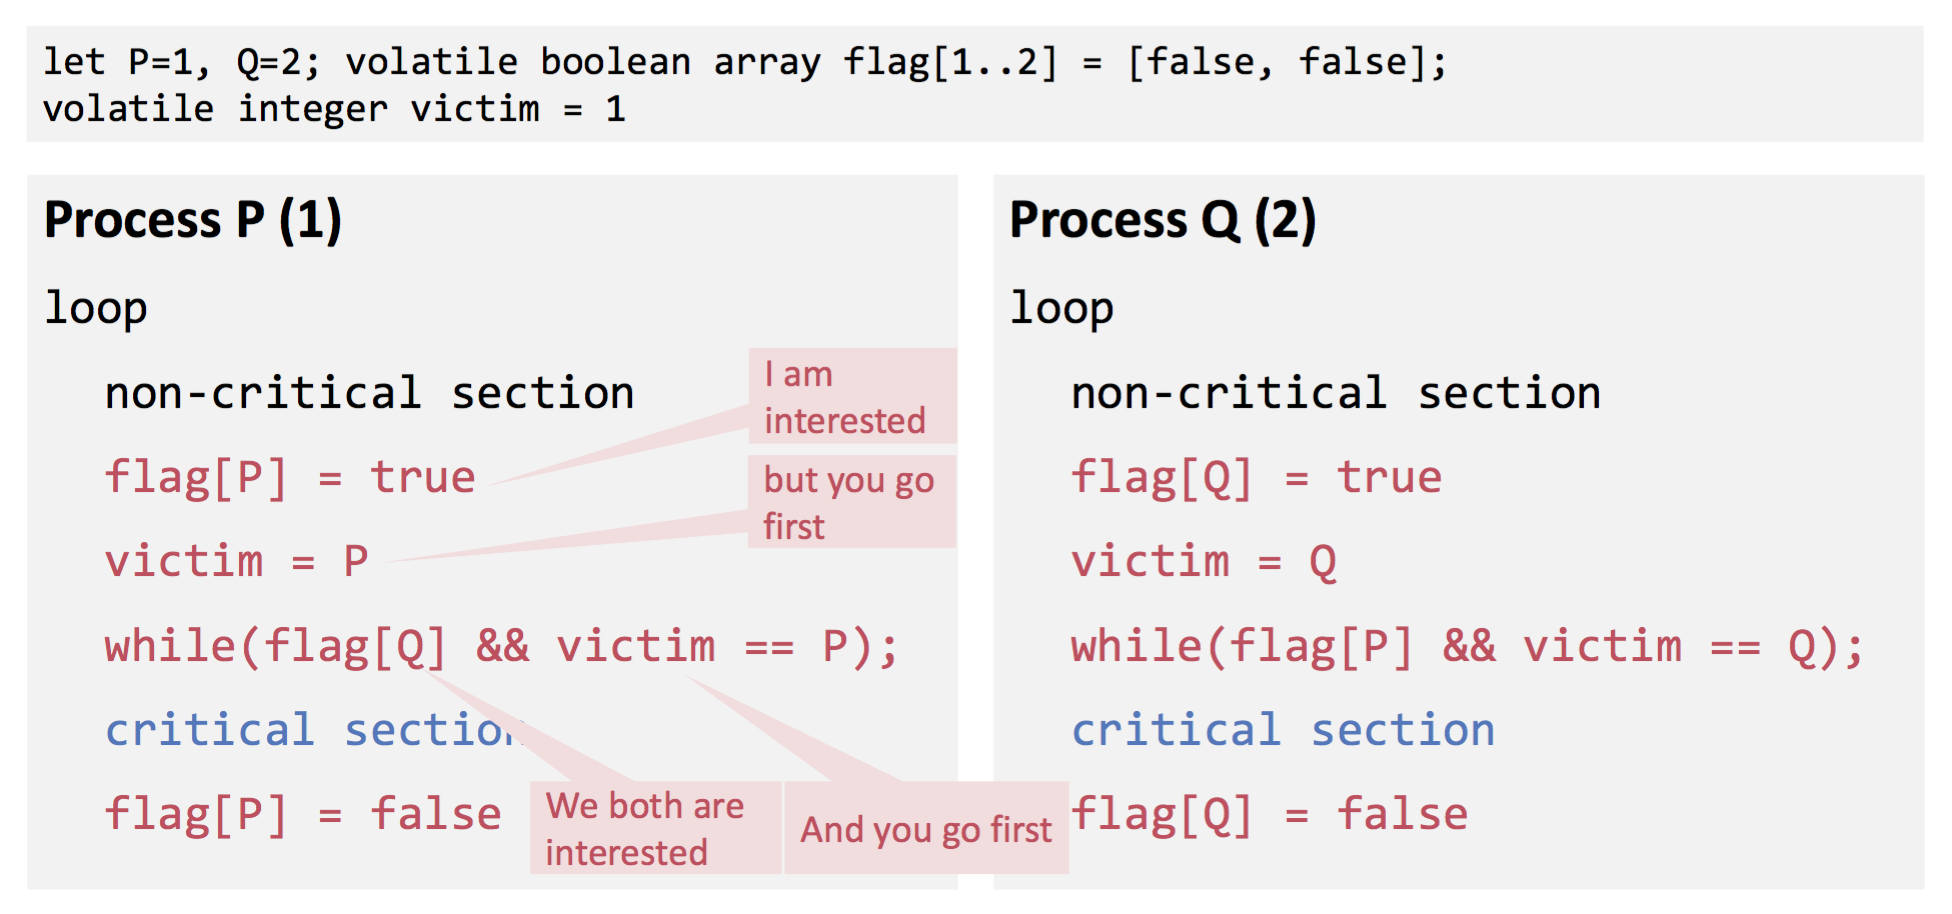 let P=1, Q=2; volatile boolean array flag[1..2] = [false, false];
volatile integer victim = 1
Process P (1)
loop
non-critical section
flag[P] = true
victim = P
while(flag[Q] && victim == P);
critical section
flag[P] = false
I am
interested
but you go
first
We both are
interested
And you go first
Process Q (2)
loop
non-critical section
flag[Q] = true
victim = Q
while(flag[P] && victim == Q);
critical section
flag[Q] = false